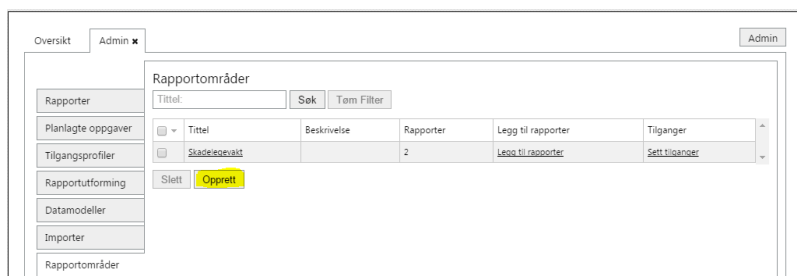 Oversikt Admin ✖ Admin
Rapportområder
Tittel: Søk Tøm Filter
Rapporter
Planlagte oppgaver
Tilgangsprofiler
Rapportutforming
Datamodeller
Importer
Rapportområder
Tittel Beskrivelse Rapporter Legg til rapporter Tilganger
Skadelegevakt 2 Legg til rapporter Sett tilganger
Slett Opprett